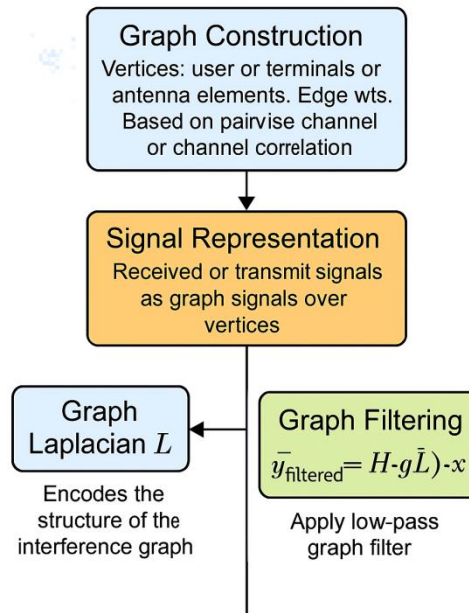 Graph Construction
Vertices: user or terminals or
antenna elements. Edge wts.
Based on pairvise channel
or channel correlation
Signal Representation
Received or transmit signals
as graph signals over
vertices
Graph
Laplacian L
Encodes the
structure of the
interference graph
Graph Filtering
ȳ_filtered = H-gL̄)-x
Apply low-pass
graph filter